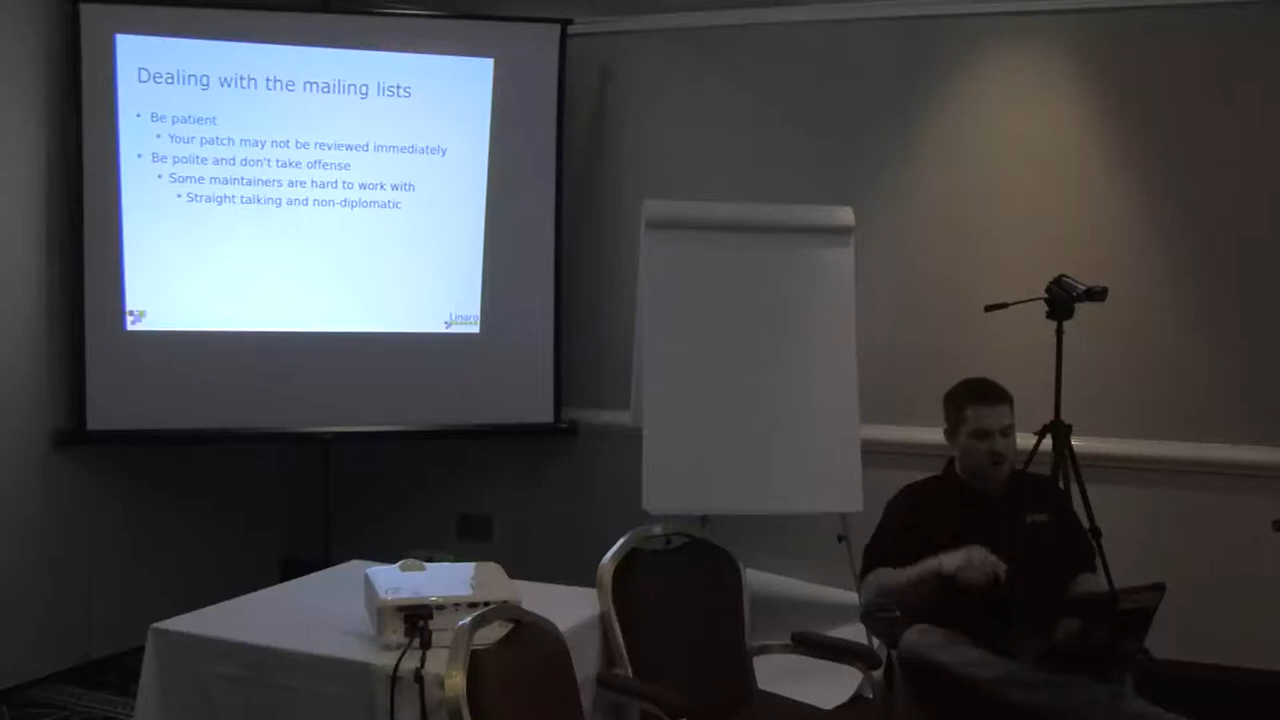 Dealing with the mailing lists
• Be patient
• Your patch may not be reviewed immediately
• Be polite and don't take offense
• Some maintainers are hard to work with
• Straight talking and non-diplomatic
Linaro